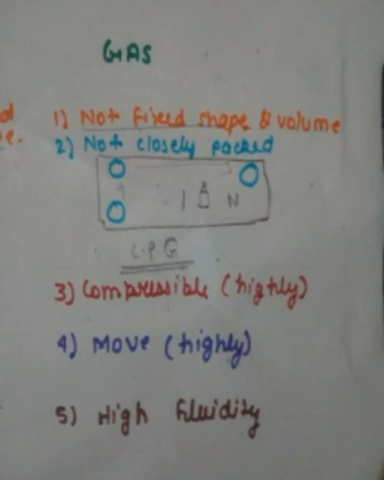 GAS
1) Not fixed shape & volume
2) Not closely packed
L.P.G
3) Compressible (highly)
4) Move (highly)
5) High fluidity